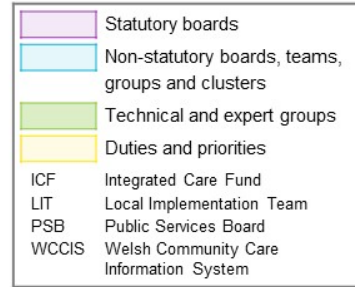 Statutory boards
Non-statutory boards, teams,
groups and clusters
Technical and expert groups
Duties and priorities
ICF Integrated Care Fund
LIT Local Implementation Team
PSB Public Services Board
WCCIS Welsh Community Care
Information System